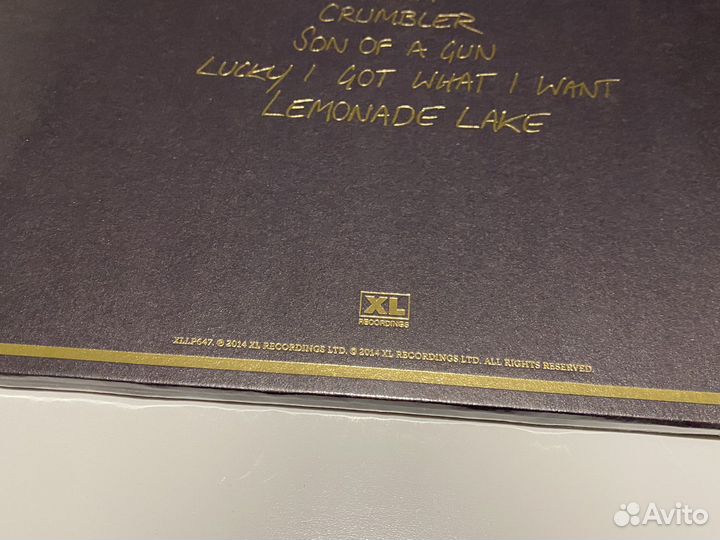 CRUMBLER
SON OF A GUN
LUCKY I GOT WHAT I WANT
LEMONADE LAKE
XL
RECORDINGS
XLLP647. ℗ 2014 XL RECORDINGS LTD. © 2014 XL RECORDINGS LTD. ALL RIGHTS RESERVED.
Avito